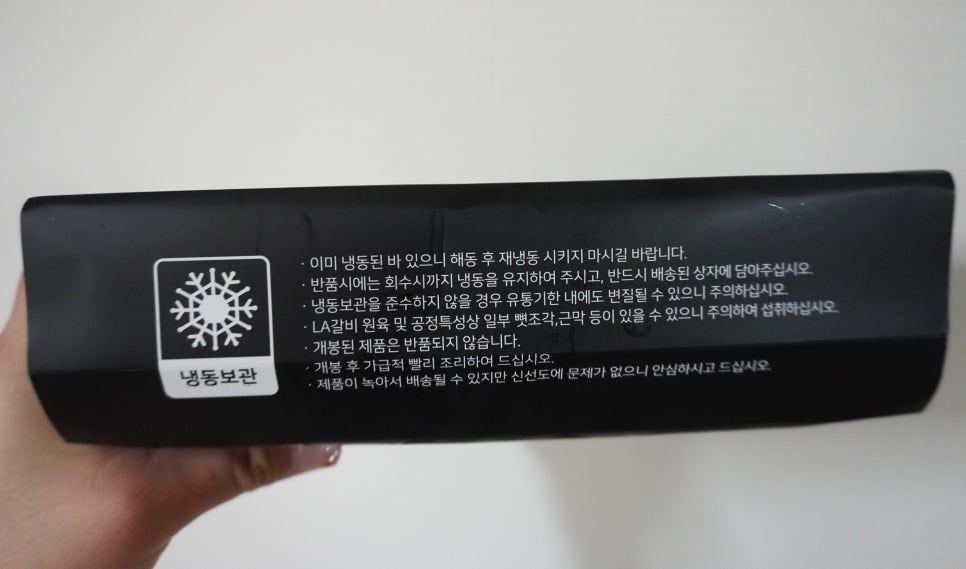 · 이미 냉동된 바 있으니 해동 후 재냉동 시키지 마시길 바랍니다.
· 반품시에는 회수시까지 냉동을 유지하여 주시고, 반드시 배송된 상자에 담아주십시오.
· 냉동보관을 준수하지 않을 경우 유통기한 내에도 변질될 수 있으니 주의하십시오.
· LA갈비 원육 및 공정특성상 일부 뼛조각,근막 등이 있을 수 있으니 주의하여 섭취하십시오.
· 개봉된 제품은 반품되지 않습니다.
· 개봉 후 가급적 빨리 조리하여 드십시오.
· 제품이 녹아서 배송될 수 있지만 신선도에 문제가 없으니 안심하시고 드십시오.
냉동보관